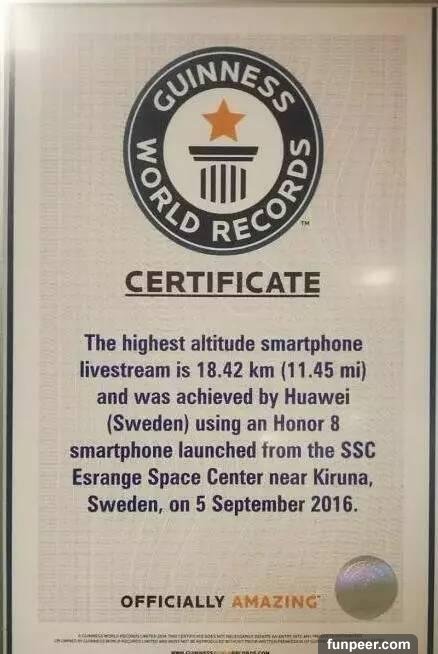 GUINNESS
WORLD RECORDS
TM
CERTIFICATE
The highest altitude smartphone
livestream is 18.42 km (11.45 mi)
and was achieved by Huawei
(Sweden) using an Honor 8
smartphone launched from the SSC
Esrange Space Center near Kiruna,
Sweden, on 5 September 2016.
OFFICIALLY AMAZING
funpeer.com